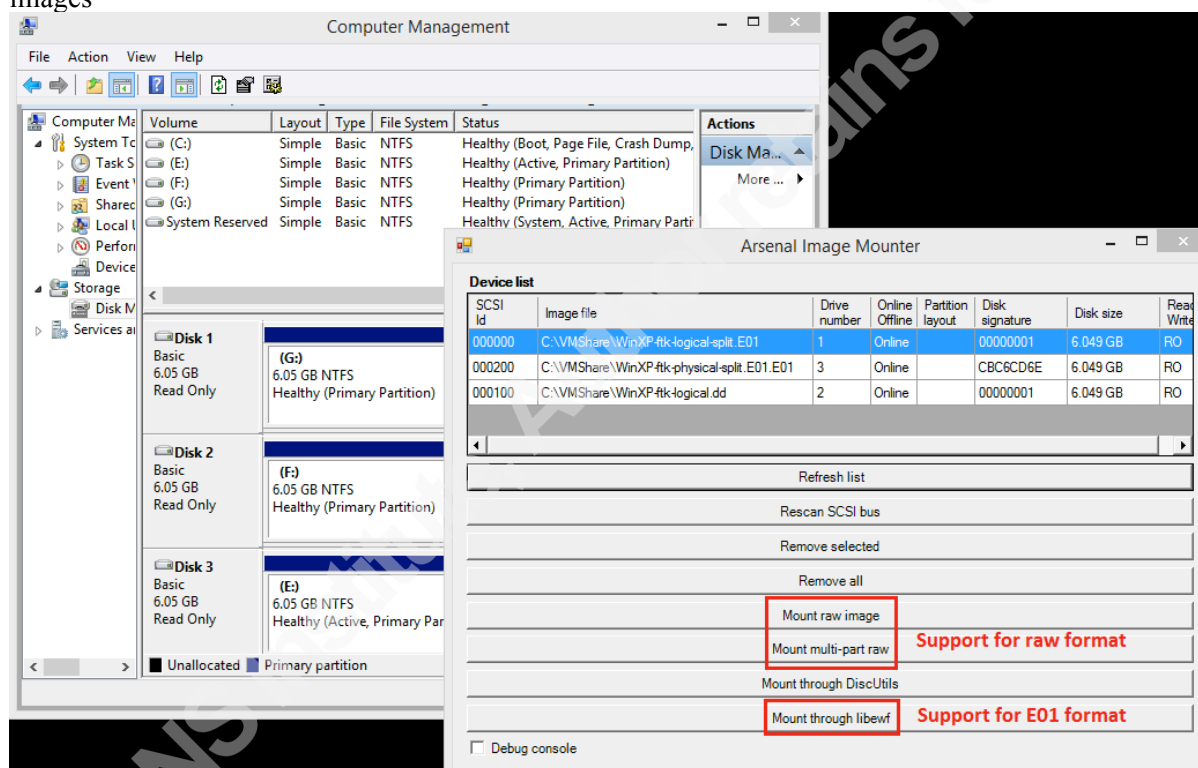 images
Computer Management
File Action View Help
Computer Ma
System To
Task S
Event
Shared
Local
Perfor
Device
Storage
Disk M
Services a
Volume Layout Type File System Status
(C:) Simple Basic NTFS Healthy (Boot, Page File, Crash Dump,
(E:) Simple Basic NTFS Healthy (Active, Primary Partition)
(F:) Simple Basic NTFS Healthy (Primary Partition)
(G:) Simple Basic NTFS Healthy (Primary Partition)
System Reserved Simple Basic NTFS Healthy (System, Active, Primary Parti
Actions
Disk Ma...
More ...
Disk 1
Basic
6.05 GB
Read Only
(G:)
6.05 GB NTFS
Healthy (Primary Partition)
Disk 2
Basic
6.05 GB
Read Only
(F:)
6.05 GB NTFS
Healthy (Primary Partition)
Disk 3
Basic
6.05 GB
Read Only
(E:)
6.05 GB NTFS
Healthy (Active, Primary Par
Unallocated Primary partition
Arsenal Image Mounter
Device list
SCSI Id Image file Drive number Online Offline Partition layout Disk signature Disk size Read Write
000000 C:\VMShare\WinXP-ftk-logical-split.E01 1 Online 00000001 6.049 GB RO
000200 C:\VMShare\WinXP-ftk-physical-split.E01.E01 3 Online CBC6CD6E 6.049 GB RO
000100 C:\VMShare\WinXP-ftk-logical.dd 2 Online 00000001 6.049 GB RO
Refresh list
Rescan SCSI bus
Remove selected
Remove all
Mount raw image
Mount multi-part raw
Support for raw format
Mount through DiscUtils
Mount through libewf
Support for E01 format
Debug console